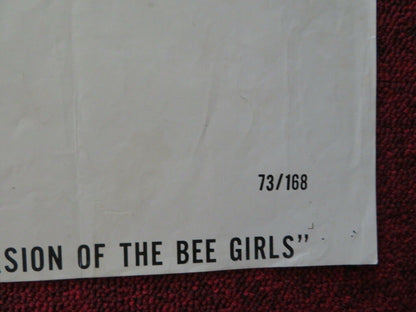 73/168
SION OF THE BEE GIRLS”